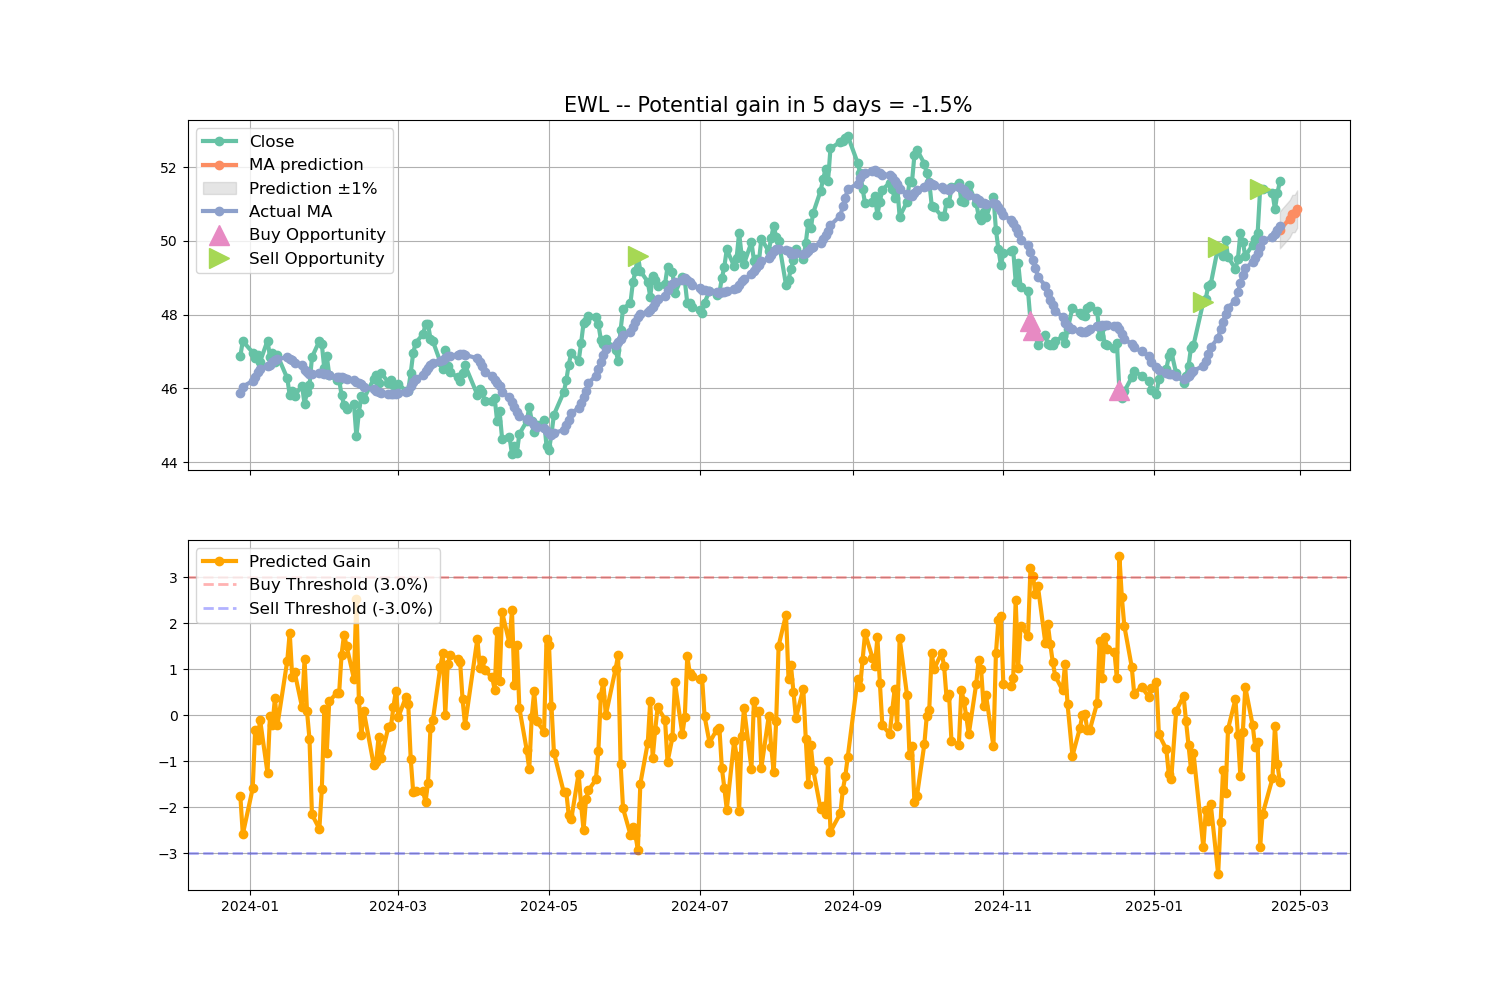 EWL -- Potential gain in 5 days = -1.5%
Close
MA prediction
Prediction ±1%
Actual MA
Buy Opportunity
Sell Opportunity
52
50
48
46
44
Predicted Gain
Buy Threshold (3.0%)
Sell Threshold (-3.0%)
3
2
1
0
−1
−2
−3
2024-01 2024-03 2024-05 2024-07 2024-09 2024-11 2025-01 2025-03